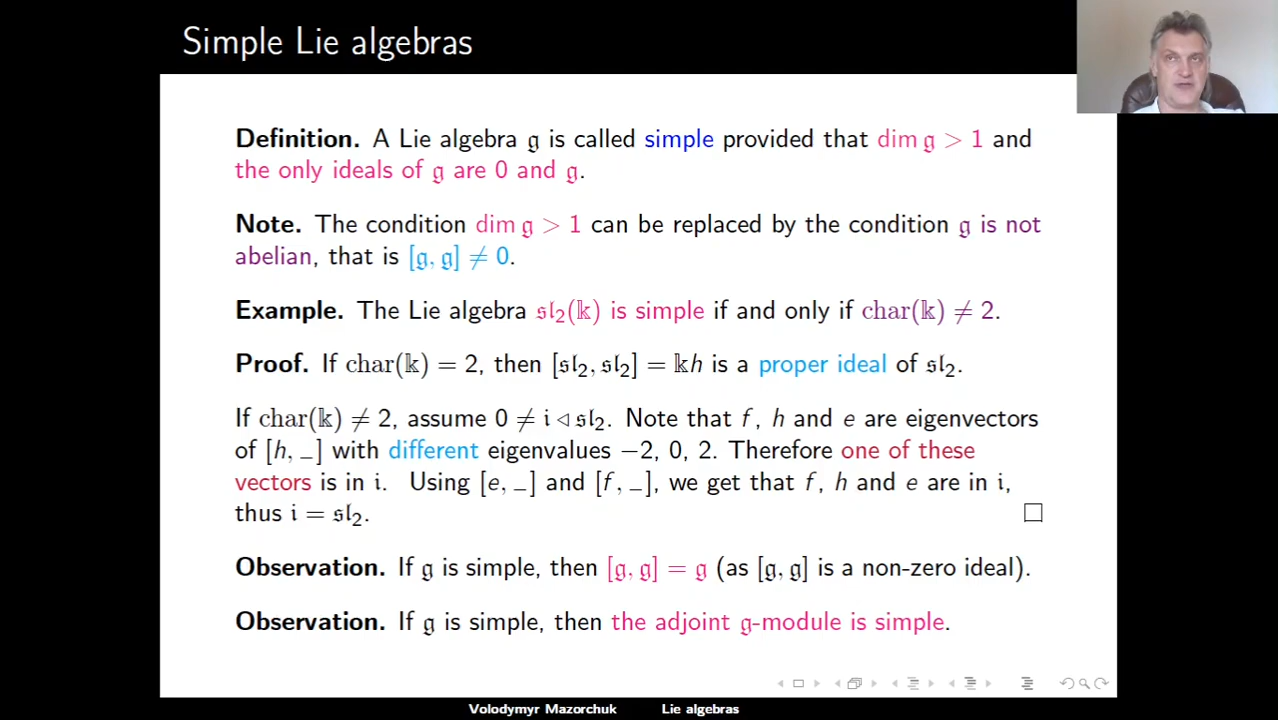 Simple Lie algebras
Definition. A Lie algebra 𝔤 is called simple provided that dim 𝔤 > 1 and
the only ideals of 𝔤 are 0 and 𝔤.
Note. The condition dim 𝔤 > 1 can be replaced by the condition 𝔤 is not
abelian, that is [𝔤, 𝔤] ≠ 0.
Example. The Lie algebra 𝔰𝔩₂(𝕜) is simple if and only if char(𝕜) ≠ 2.
Proof. If char(𝕜) = 2, then [𝔰𝔩₂, 𝔰𝔩₂] = 𝕜h is a proper ideal of 𝔰𝔩₂.
If char(𝕜) ≠ 2, assume 0 ≠ 𝔦 ◁ 𝔰𝔩₂. Note that f, h and e are eigenvectors
of [h, _] with different eigenvalues −2, 0, 2. Therefore one of these
vectors is in 𝔦. Using [e, _] and [f, _], we get that f, h and e are in 𝔦,
thus 𝔦 = 𝔰𝔩₂. □
Observation. If 𝔤 is simple, then [𝔤, 𝔤] = 𝔤 (as [𝔤, 𝔤] is a non-zero ideal).
Observation. If 𝔤 is simple, then the adjoint 𝔤-module is simple.
Volodymyr Mazorchuk Lie algebras